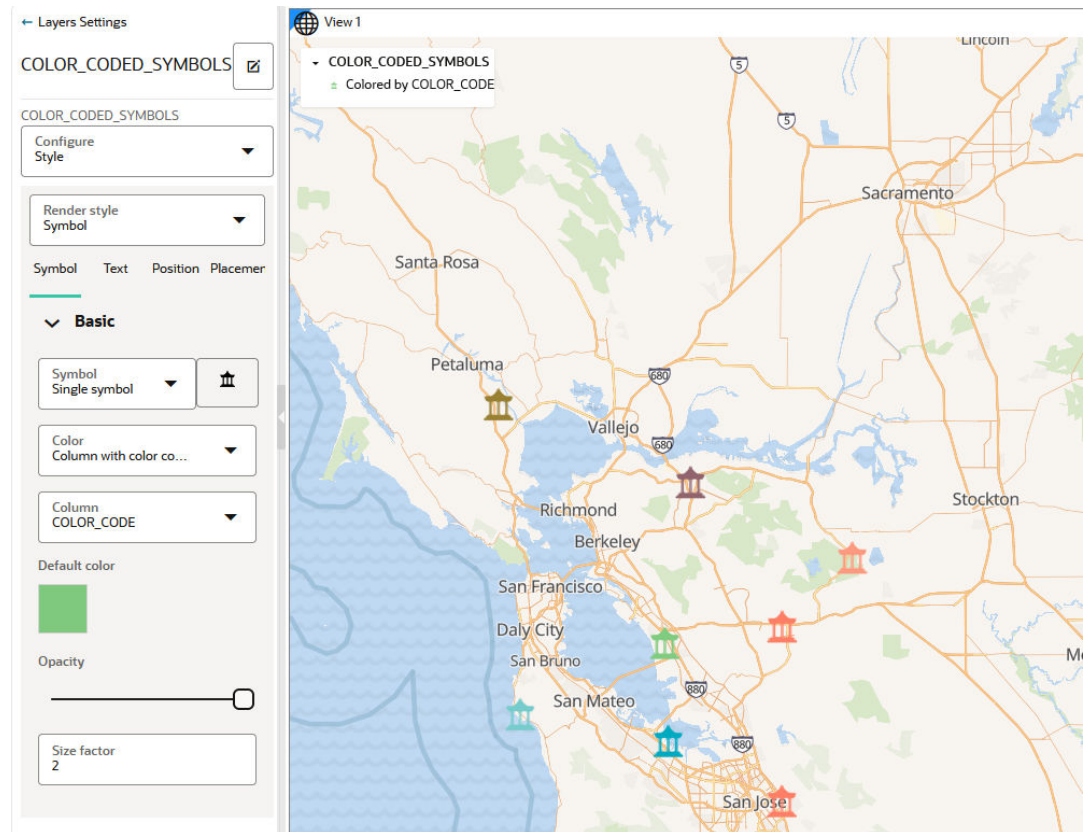 ← Layers Settings
COLOR_CODED_SYMBOLS
COLOR_CODED_SYMBOLS
Configure
Style
Render style
Symbol
Symbol Text Position Placemen
Basic
Symbol
Single symbol
Color
Column with color co...
Column
COLOR_CODE
Default color
Opacity
Size factor
2
View 1
COLOR_CODED_SYMBOLS
Colored by COLOR_CODE
Lincoln
5
5
Sacramento
Santa Rosa
Petaluma
680
Vallejo
680
Stockton
Richmond
Berkeley
San Francisco
Daly City
San Bruno
Mo
880
San Mateo
880
San Jose